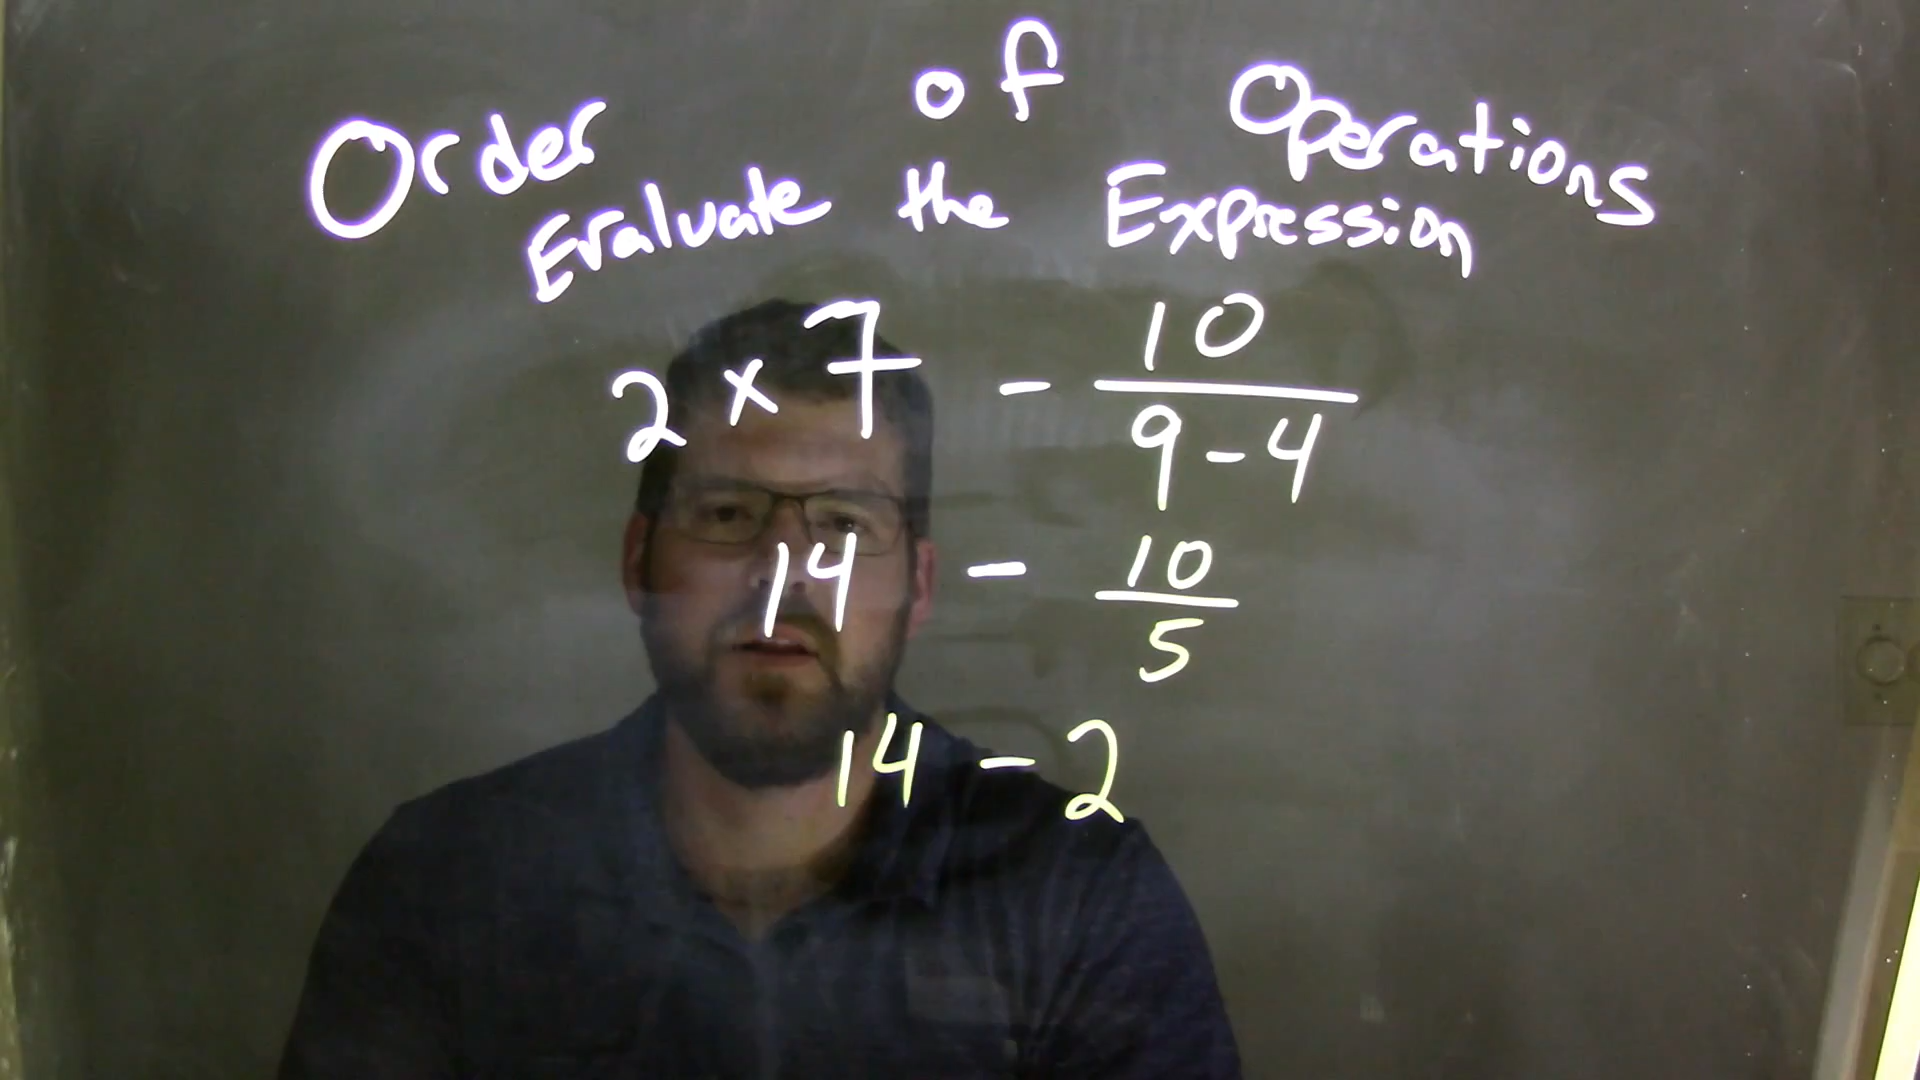 Order of Operations
Evaluate the Expression
2 × 7 - 10/(9 - 4)
14 - 10/5
14 - 2